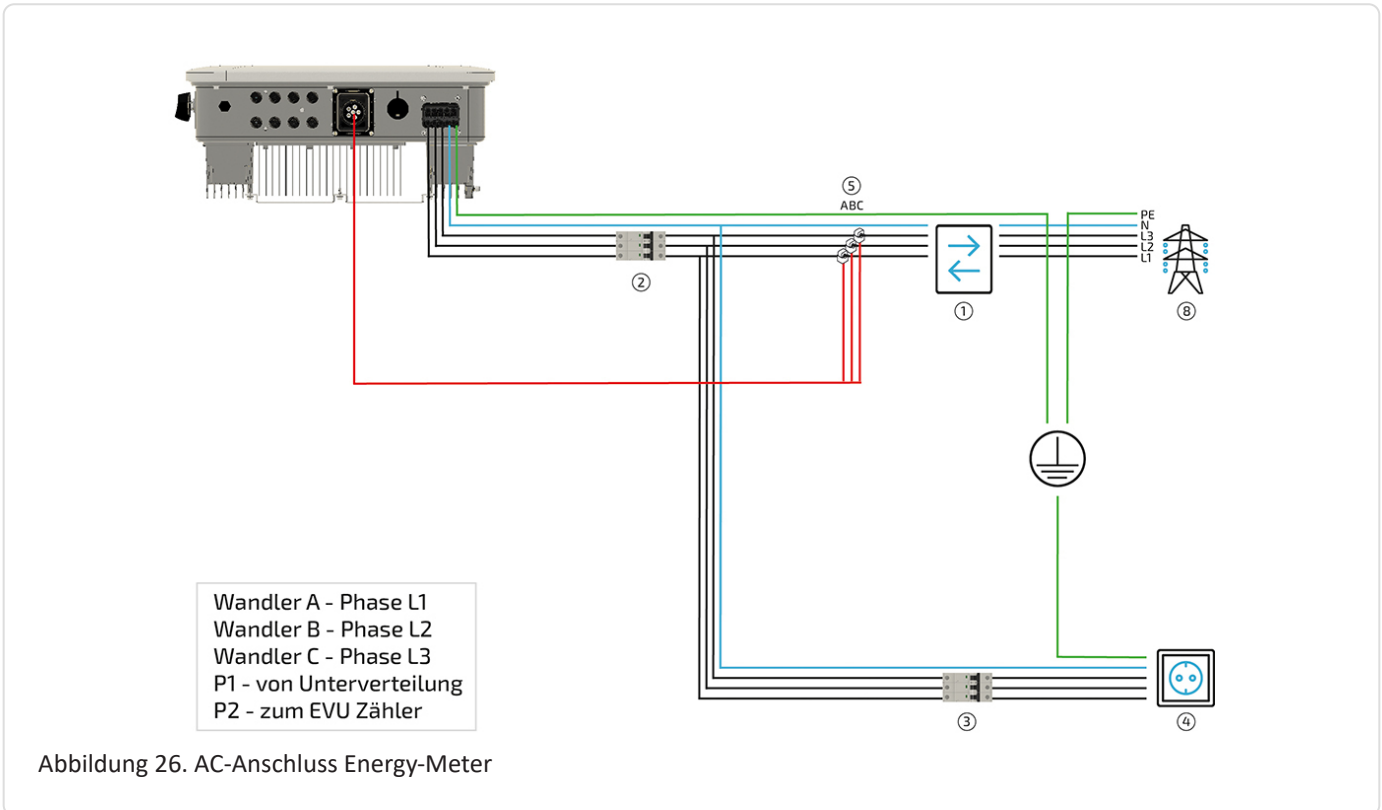 ⑤
ABC
PE
N
L3
L2
L1
②
①
⑧
Wandler A - Phase L1
Wandler B - Phase L2
Wandler C - Phase L3
P1 - von Unterverteilung
P2 - zum EVU Zähler
③
④
Abbildung 26. AC-Anschluss Energy-Meter